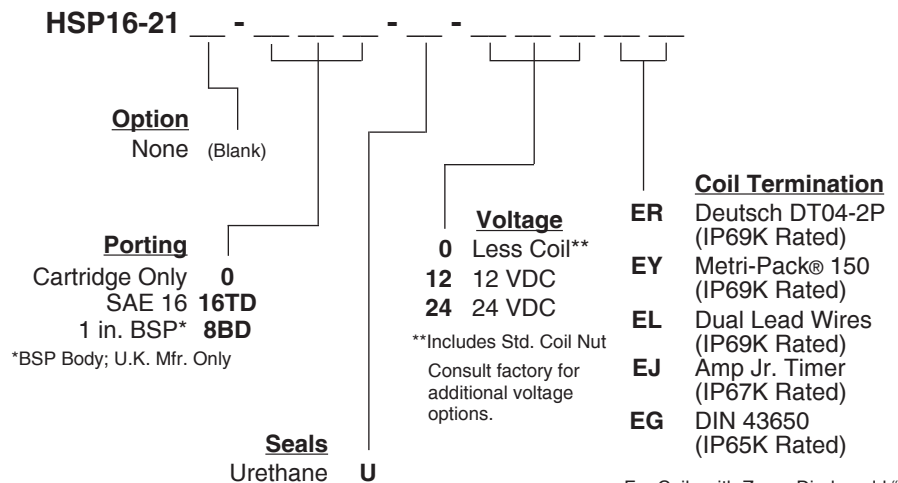 HSP16-21 __ - __ __ __ - __ - __ __ __ __ __
Option
None (Blank)
Porting
Cartridge Only 0
SAE 16 16TD
1 in. BSP* 8BD
*BSP Body; U.K. Mfr. Only
Seals
Urethane U
Voltage
0 Less Coil**
12 12 VDC
24 24 VDC
**Includes Std. Coil Nut
Consult factory for
additional voltage
options.
Coil Termination
ER Deutsch DT04-2P
(IP69K Rated)
EY Metri-Pack® 150
(IP69K Rated)
EL Dual Lead Wires
(IP69K Rated)
EJ Amp Jr. Timer
(IP67K Rated)
EG DIN 43650
(IP65K Rated)